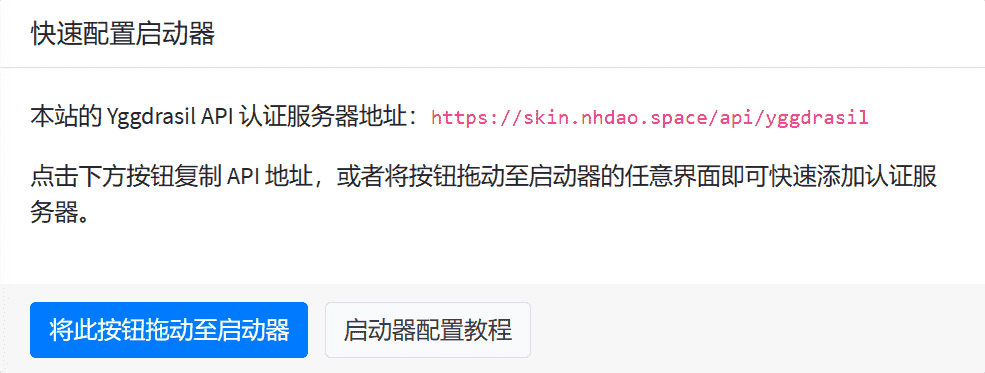 快速配置启动器
本站的 Yggdrasil API 认证服务器地址：https://skin.nhdao.space/api/yggdrasil
点击下方按钮复制 API 地址，或者将按钮拖动至启动器的任意界面即可快速添加认证服
务器。
将此按钮拖动至启动器
启动器配置教程